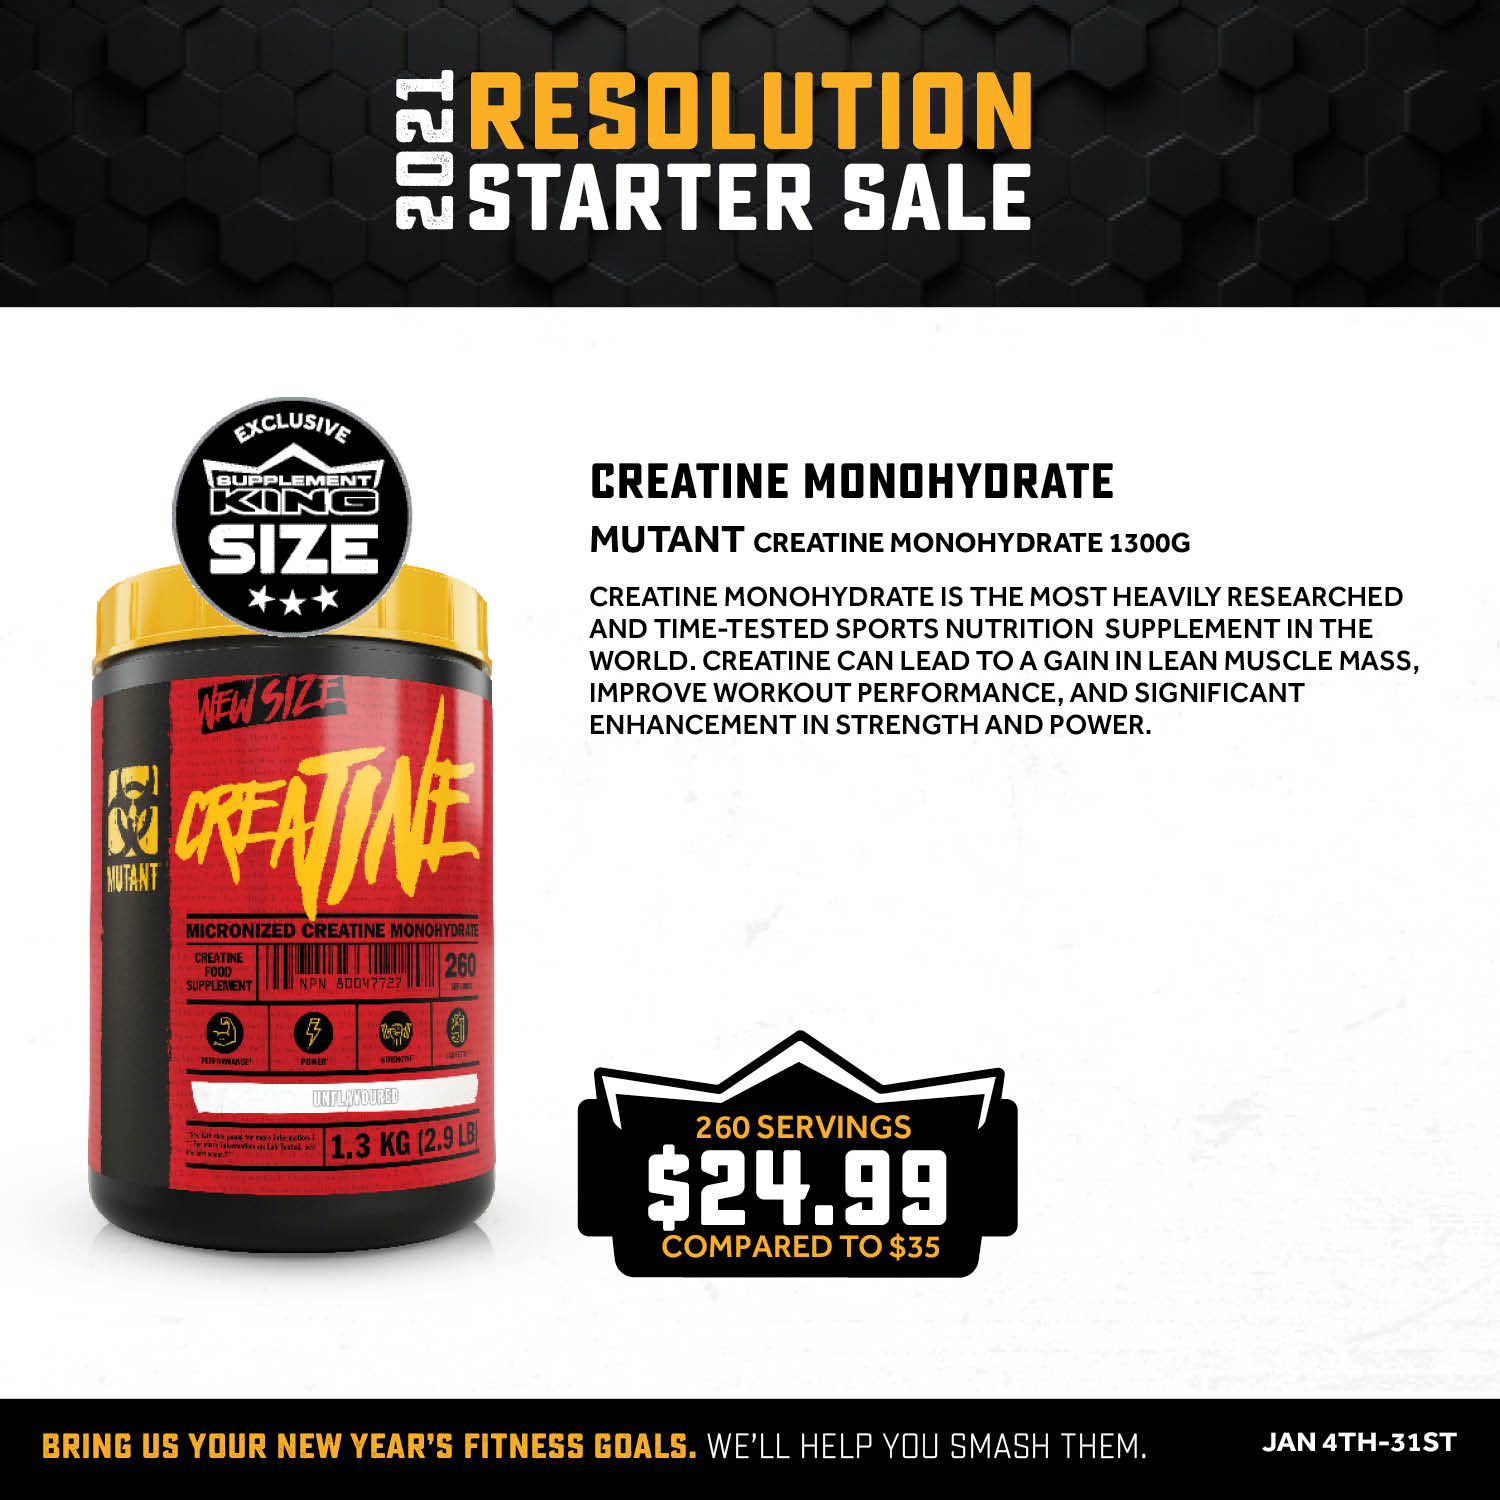 2021
RESOLUTION
STARTER SALE
EXCLUSIVE
SUPPLEMENT
KING
SIZE
NEW SIZE
CREATINE
MUTANT
MICRONIZED CREATINE MONOHYDRATE
CREATINE
FOOD
SUPPLEMENT
NPN 80047727
260
PERFORMANCE
POWER
STRENGTH
UNFLAVOURED
1.3 KG (2.9 LB)
CREATINE MONOHYDRATE
MUTANT CREATINE MONOHYDRATE 1300G
CREATINE MONOHYDRATE IS THE MOST HEAVILY RESEARCHED
AND TIME-TESTED SPORTS NUTRITION SUPPLEMENT IN THE
WORLD. CREATINE CAN LEAD TO A GAIN IN LEAN MUSCLE MASS,
IMPROVE WORKOUT PERFORMANCE, AND SIGNIFICANT
ENHANCEMENT IN STRENGTH AND POWER.
260 SERVINGS
$24.99
COMPARED TO $35
BRING US YOUR NEW YEAR'S FITNESS GOALS. WE'LL HELP YOU SMASH THEM.
JAN 4TH-31ST